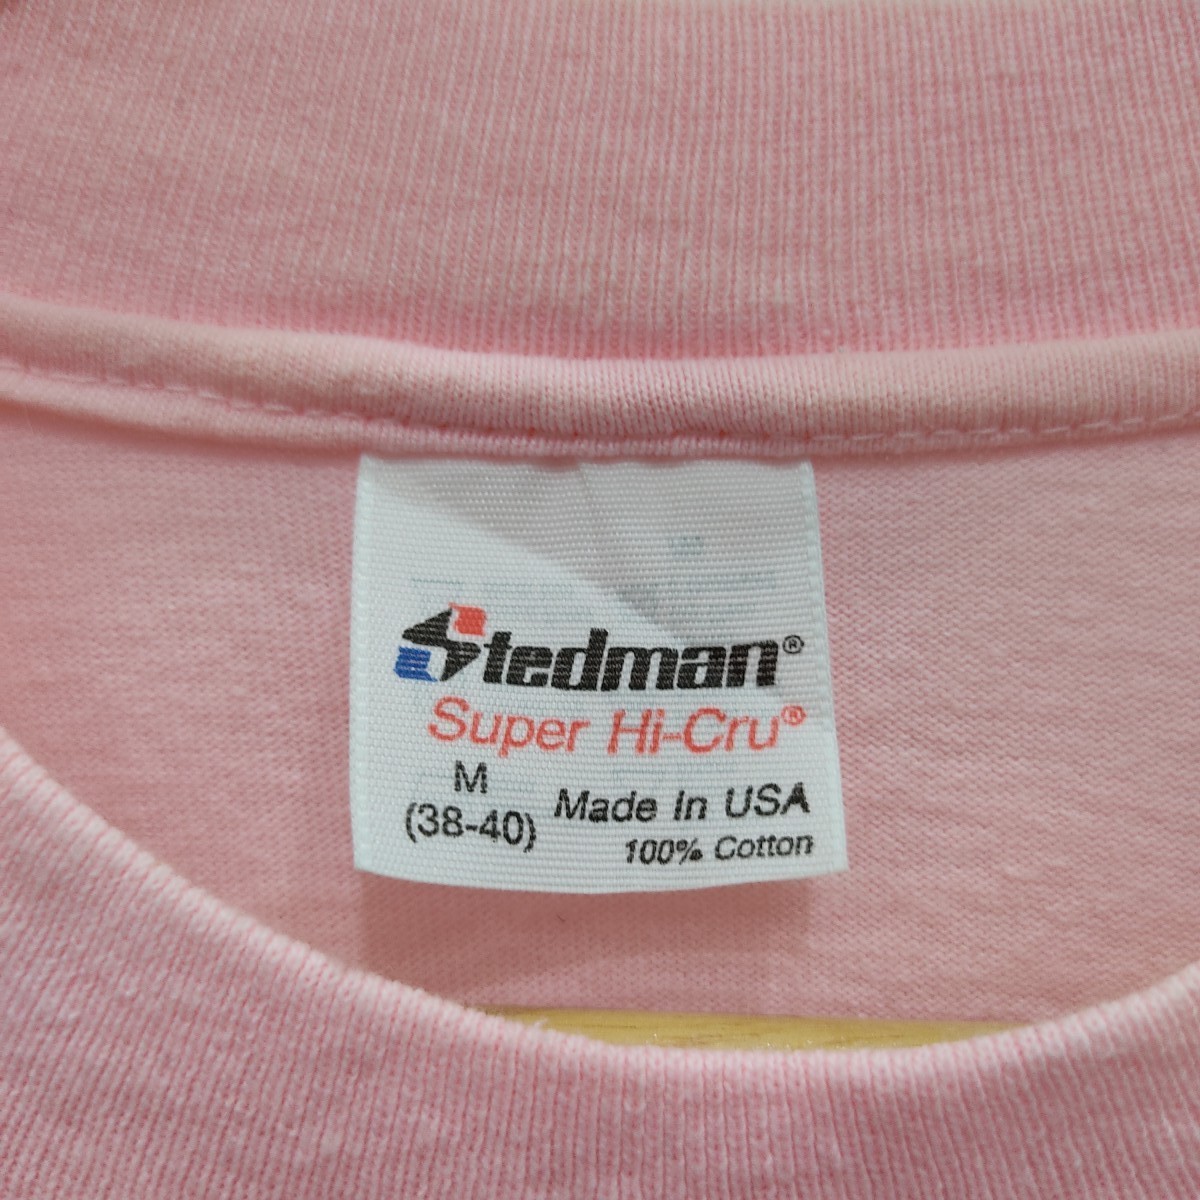 Stedman®
Super Hi-Cru®
M
(38-40)
Made In USA
100% Cotton